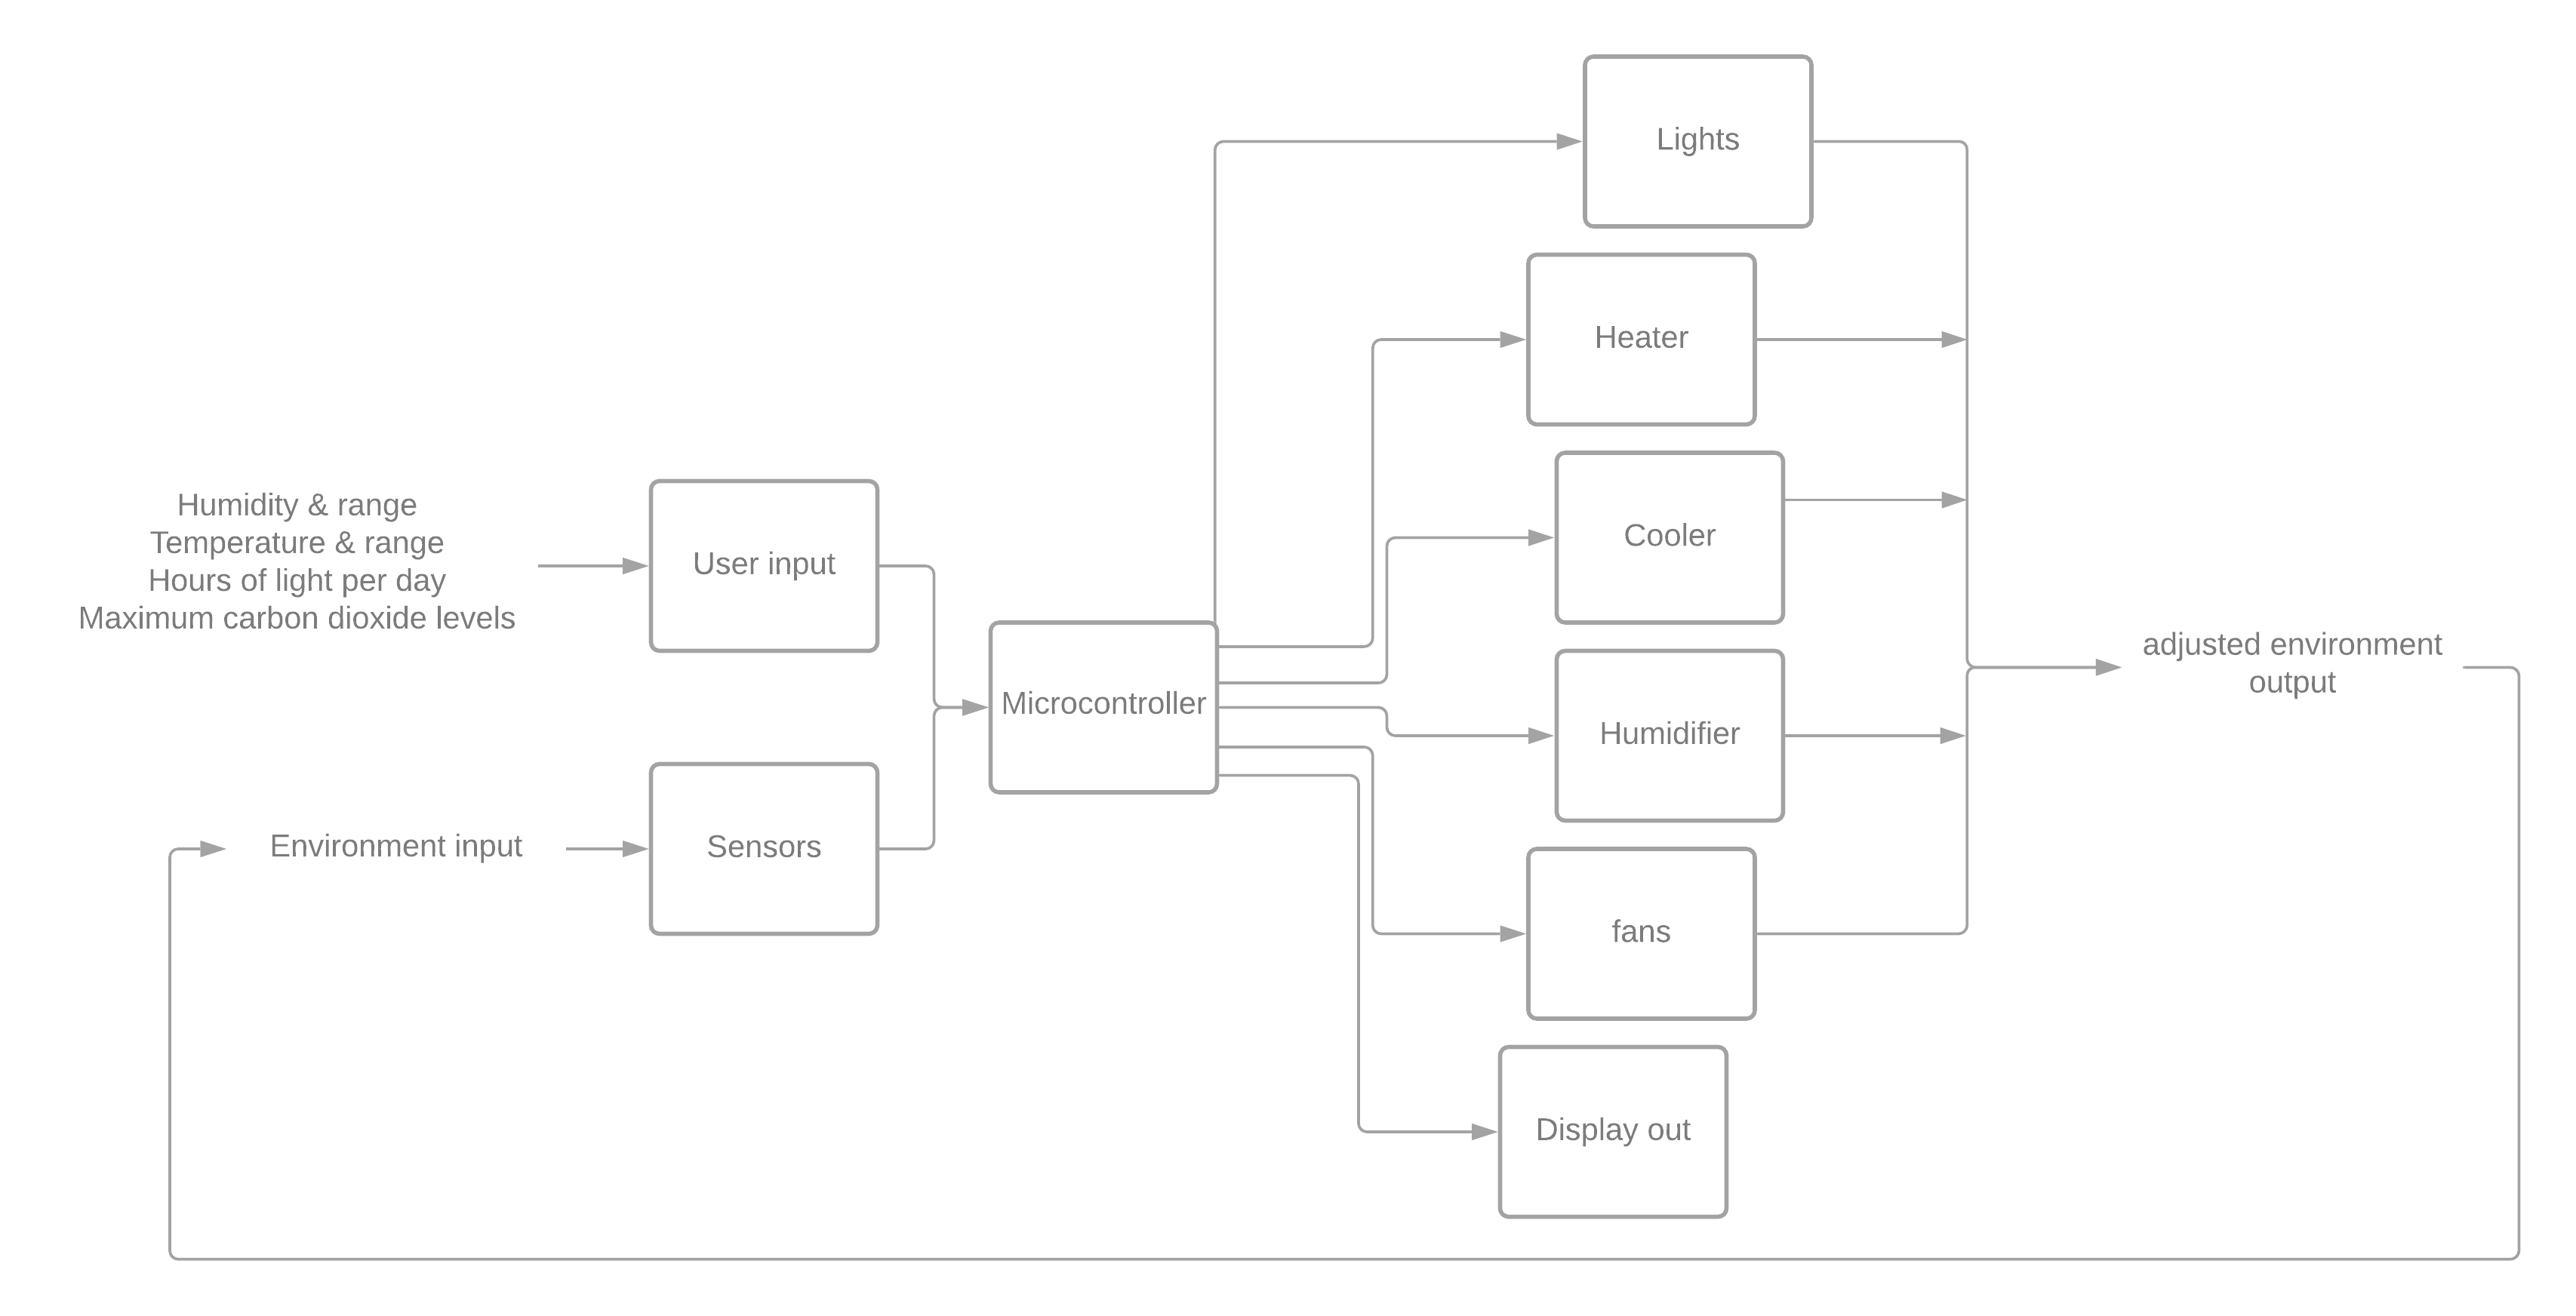 Lights
Heater
Cooler
Humidity & range
Temperature & range
Hours of light per day
Maximum carbon dioxide levels
User input
Microcontroller
adjusted environment
output
Humidifier
Environment input
Sensors
fans
Display out